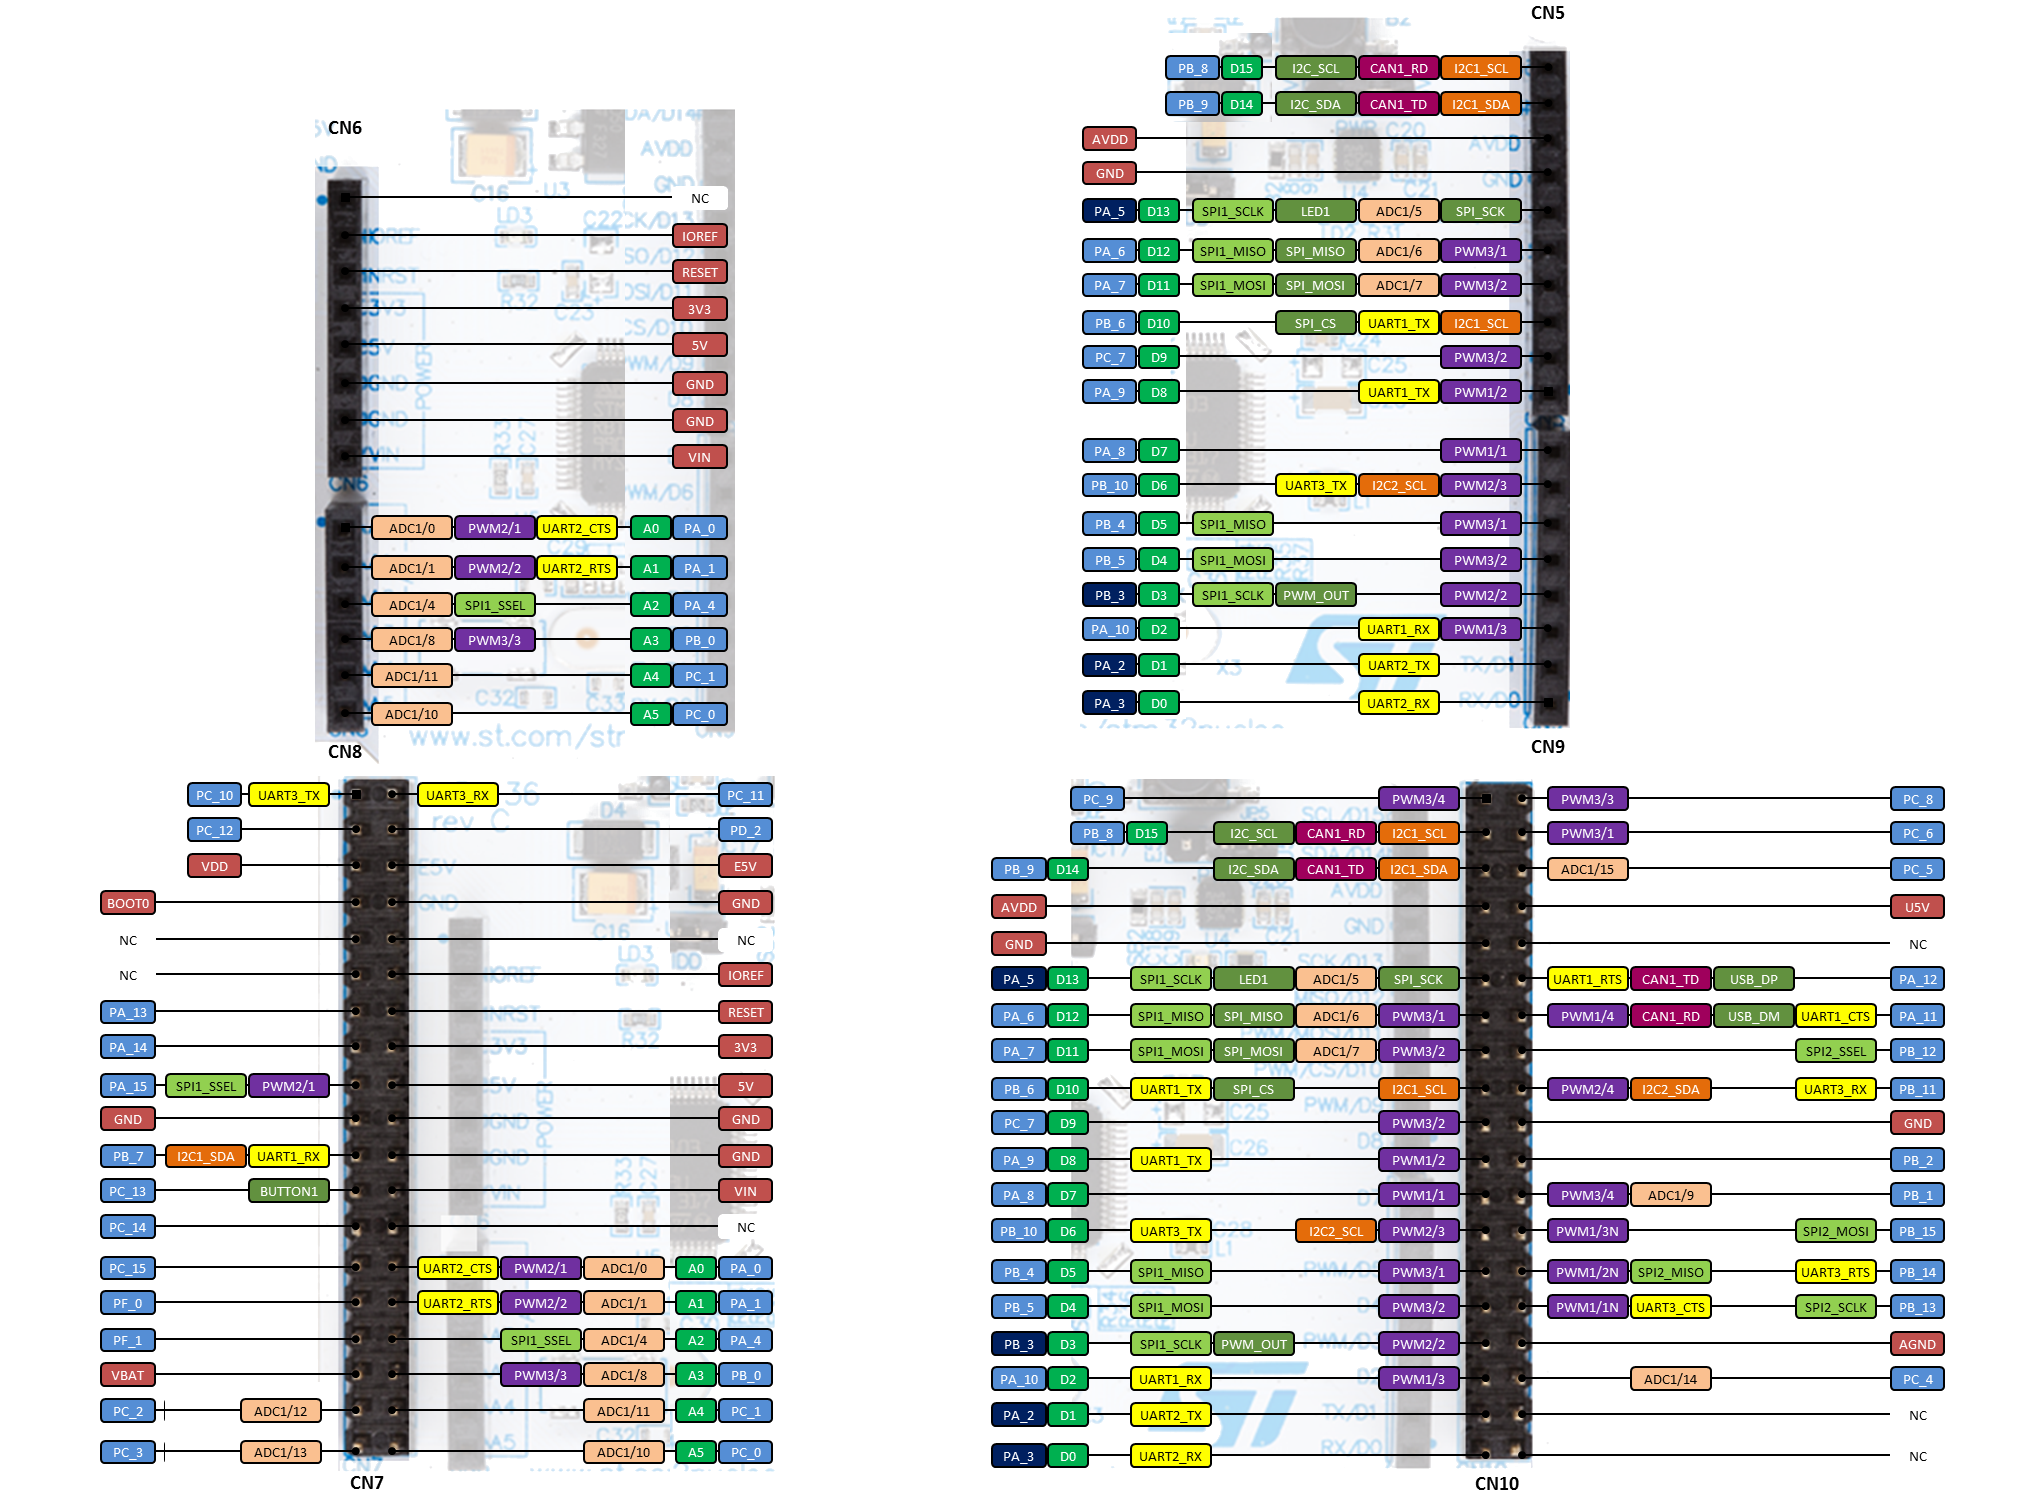 CN6
NC
IOREF
RESET
3V3
5V
GND
GND
VIN
ADC1/0 PWM2/1 UART2_CTS A0 PA_0
ADC1/1 PWM2/2 UART2_RTS A1 PA_1
ADC1/4 SPI1_SSEL A2 PA_4
ADC1/8 PWM3/3 A3 PB_0
ADC1/11 A4 PC_1
ADC1/10 A5 PC_0
www.st.com/str
CN8
CN5
PB_8 D15 I2C_SCL CAN1_RD I2C1_SCL
PB_9 D14 I2C_SDA CAN1_TD I2C1_SDA
AVDD
GND
PA_5 D13 SPI1_SCLK LED1 ADC1/5 SPI_SCK
PA_6 D12 SPI1_MISO SPI_MISO ADC1/6 PWM3/1
PA_7 D11 SPI1_MOSI SPI_MOSI ADC1/7 PWM3/2
PB_6 D10 SPI_CS UART1_TX I2C1_SCL
PC_7 D9 PWM3/2
PA_9 D8 UART1_TX PWM1/2
PA_8 D7 PWM1/1
PB_10 D6 UART3_TX I2C2_SCL PWM2/3
PB_4 D5 SPI1_MISO PWM3/1
PB_5 D4 SPI1_MOSI PWM3/2
PB_3 D3 SPI1_SCLK PWM_OUT PWM2/2
PA_10 D2 UART1_RX PWM1/3
PA_2 D1 UART2_TX
PA_3 D0 UART2_RX
CN9
PC_10 UART3_TX UART3_RX PC_11
PC_12 PD_2
VDD E5V
BOOT0 GND
NC NC
NC IOREF
PA_13 RESET
PA_14 3V3
PA_15 SPI1_SSEL PWM2/1 5V
GND GND
PB_7 I2C1_SDA UART1_RX GND
PC_13 BUTTON1 VIN
PC_14 NC
PC_15 UART2_CTS PWM2/1 ADC1/0 A0 PA_0
PF_0 UART2_RTS PWM2/2 ADC1/1 A1 PA_1
PF_1 SPI1_SSEL ADC1/4 A2 PA_4
VBAT PWM3/3 ADC1/8 A3 PB_0
PC_2 ADC1/12 ADC1/11 A4 PC_1
PC_3 ADC1/13 ADC1/10 A5 PC_0
CN7
PC_9 PWM3/4 PWM3/3 PC_8
PB_8 D15 I2C_SCL CAN1_RD I2C1_SCL PWM3/1 PC_6
PB_9 D14 I2C_SDA CAN1_TD I2C1_SDA ADC1/15 PC_5
AVDD U5V
GND NC
PA_5 D13 SPI1_SCLK LED1 ADC1/5 SPI_SCK UART1_RTS CAN1_TD USB_DP PA_12
PA_6 D12 SPI1_MISO SPI_MISO ADC1/6 PWM3/1 PWM1/4 CAN1_RD USB_DM UART1_CTS PA_11
PA_7 D11 SPI1_MOSI SPI_MOSI ADC1/7 PWM3/2 SPI2_SSEL PB_12
PB_6 D10 UART1_TX SPI_CS I2C1_SCL PWM2/4 I2C2_SDA UART3_RX PB_11
PC_7 D9 PWM3/2 GND
PA_9 D8 UART1_TX PWM1/2 PB_2
PA_8 D7 PWM1/1 PWM3/4 ADC1/9 PB_1
PB_10 D6 UART3_TX I2C2_SCL PWM2/3 PWM1/3N SPI2_MOSI PB_15
PB_4 D5 SPI1_MISO PWM3/1 PWM1/2N SPI2_MISO UART3_RTS PB_14
PB_5 D4 SPI1_MOSI PWM3/2 PWM1/1N UART3_CTS SPI2_SCLK PB_13
PB_3 D3 SPI1_SCLK PWM_OUT PWM2/2 AGND
PA_10 D2 UART1_RX PWM1/3 ADC1/14 PC_4
PA_2 D1 UART2_TX NC
PA_3 D0 UART2_RX NC
CN10